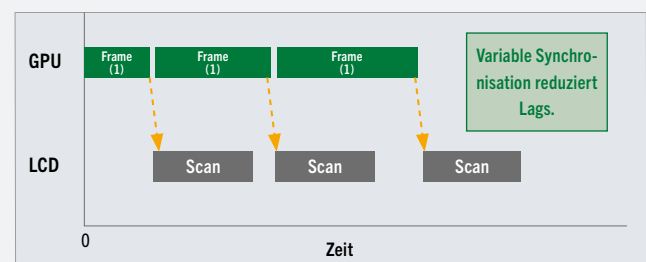 GPU
Frame
(1)
Frame
(1)
Frame
(1)
Variable Synchro-
nisation reduziert
Lags.
LCD
Scan
Scan
Scan
0
Zeit